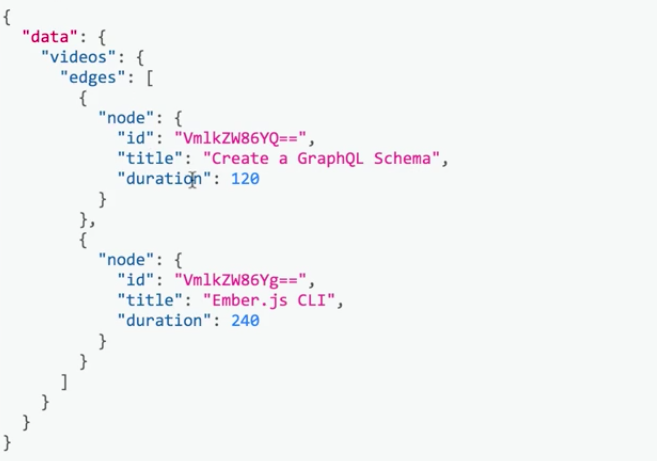 {
  "data": {
    "videos": {
      "edges": [
        {
          "node": {
            "id": "VmlkZW86YQ==",
            "title": "Create a GraphQL Schema",
            "duration": 120
          }
        },
        {
          "node": {
            "id": "VmlkZW86Yg==",
            "title": "Ember.js CLI",
            "duration": 240
          }
        }
      ]
    }
  }
}